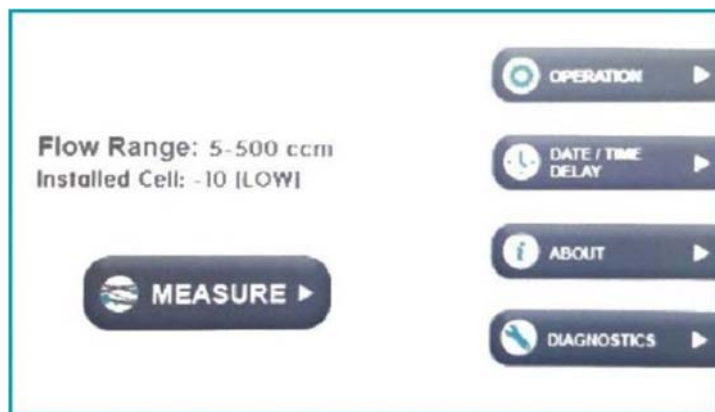 Flow Range: 5-500 ccm
Installed Cell: -10 [LOW]
MEASURE
OPERATION
DATE / TIME
DELAY
ABOUT
DIAGNOSTICS